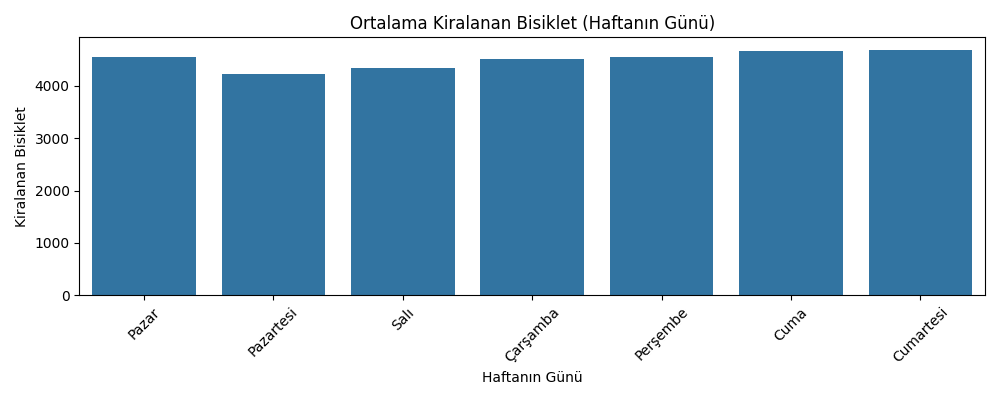 Ortalama Kiralanan Bisiklet (Haftanın Günü)
Kiralanan Bisiklet
4000
3000
2000
1000
0
Pazar
Pazartesi
Salı
Çarşamba
Perşembe
Cuma
Cumartesi
Haftanın Günü